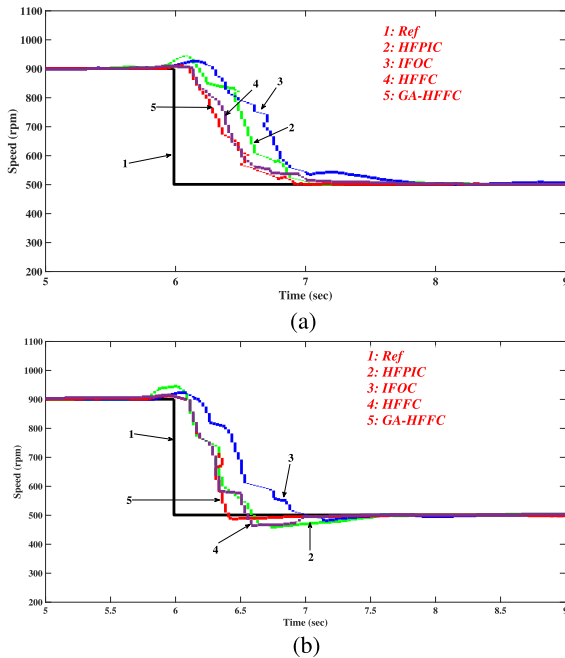 1100
1000
900
800
700
600
500
400
300
200
Speed (rpm)
1: Ref
2: HFPIC
3: IFOC
4: HFFC
5: GA-HFFC
4
3
5
2
1
5
6
7
8
9
Time (sec)
(a)
1100
1000
900
800
700
600
500
400
300
200
Speed (rpm)
1: Ref
2: HFPIC
3: IFOC
4: HFFC
5: GA-HFFC
1
3
5
4
2
5
5.5
6
6.5
7
7.5
8
8.5
9
Time (sec)
(b)